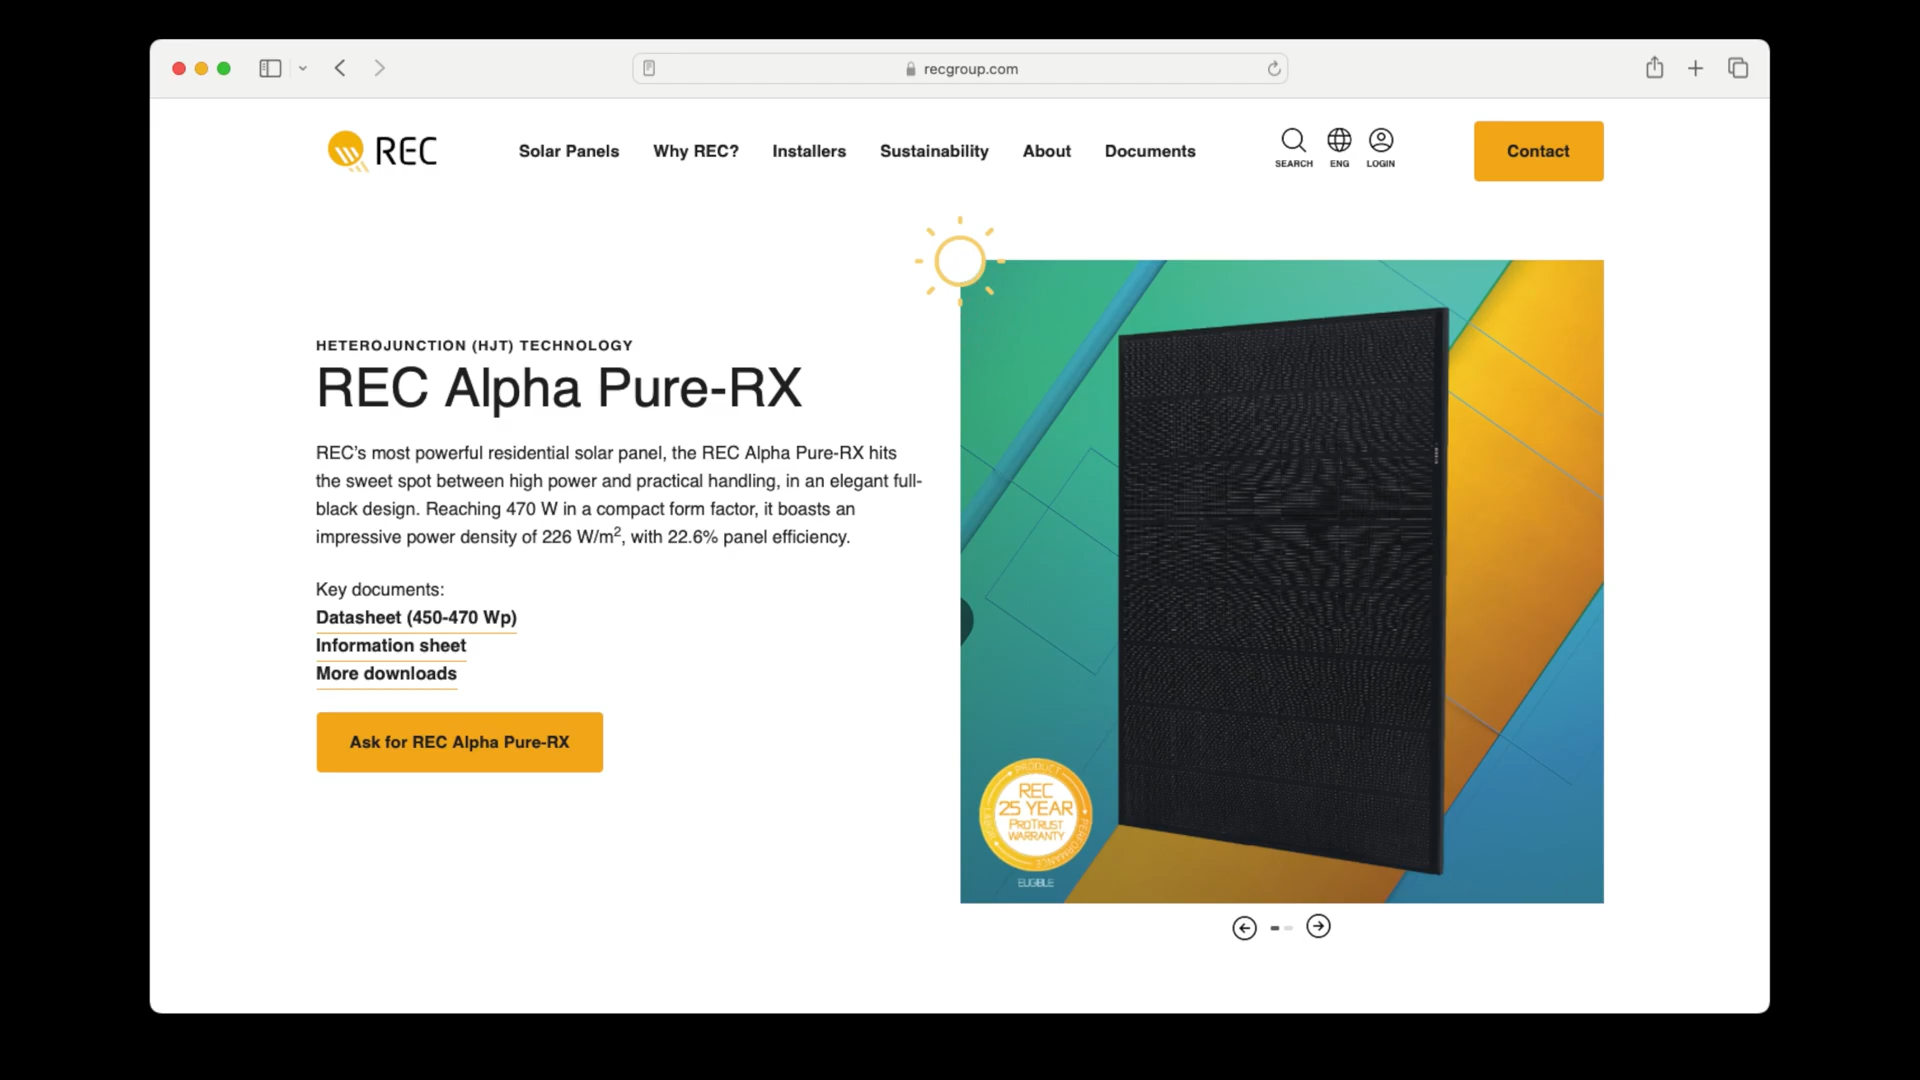 recgroup.com
REC
Solar Panels
Why REC?
Installers
Sustainability
About
Documents
SEARCH
ENG
LOGIN
Contact
HETEROJUNCTION (HJT) TECHNOLOGY
REC Alpha Pure-RX
REC’s most powerful residential solar panel, the REC Alpha Pure-RX hits
the sweet spot between high power and practical handling, in an elegant full-
black design. Reaching 470 W in a compact form factor, it boasts an
impressive power density of 226 W/m², with 22.6% panel efficiency.
Key documents:
Datasheet (450-470 Wp)
Information sheet
More downloads
Ask for REC Alpha Pure-RX
PRODUCT
REC
25 YEAR
PROTRUST
WARRANTY
PERFORMANCE
LABOR
ELIGIBLE